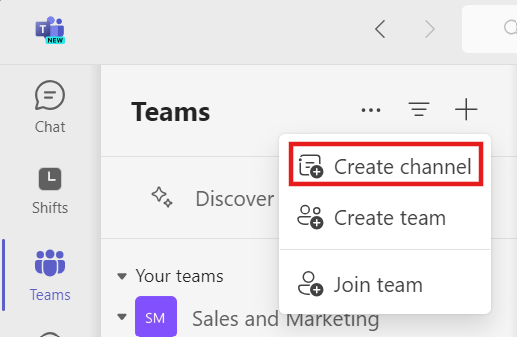 NEW
Chat
Shifts
Teams
Teams
Discover
Your teams
SM
Sales and Marketing
Create channel
Create team
Join team